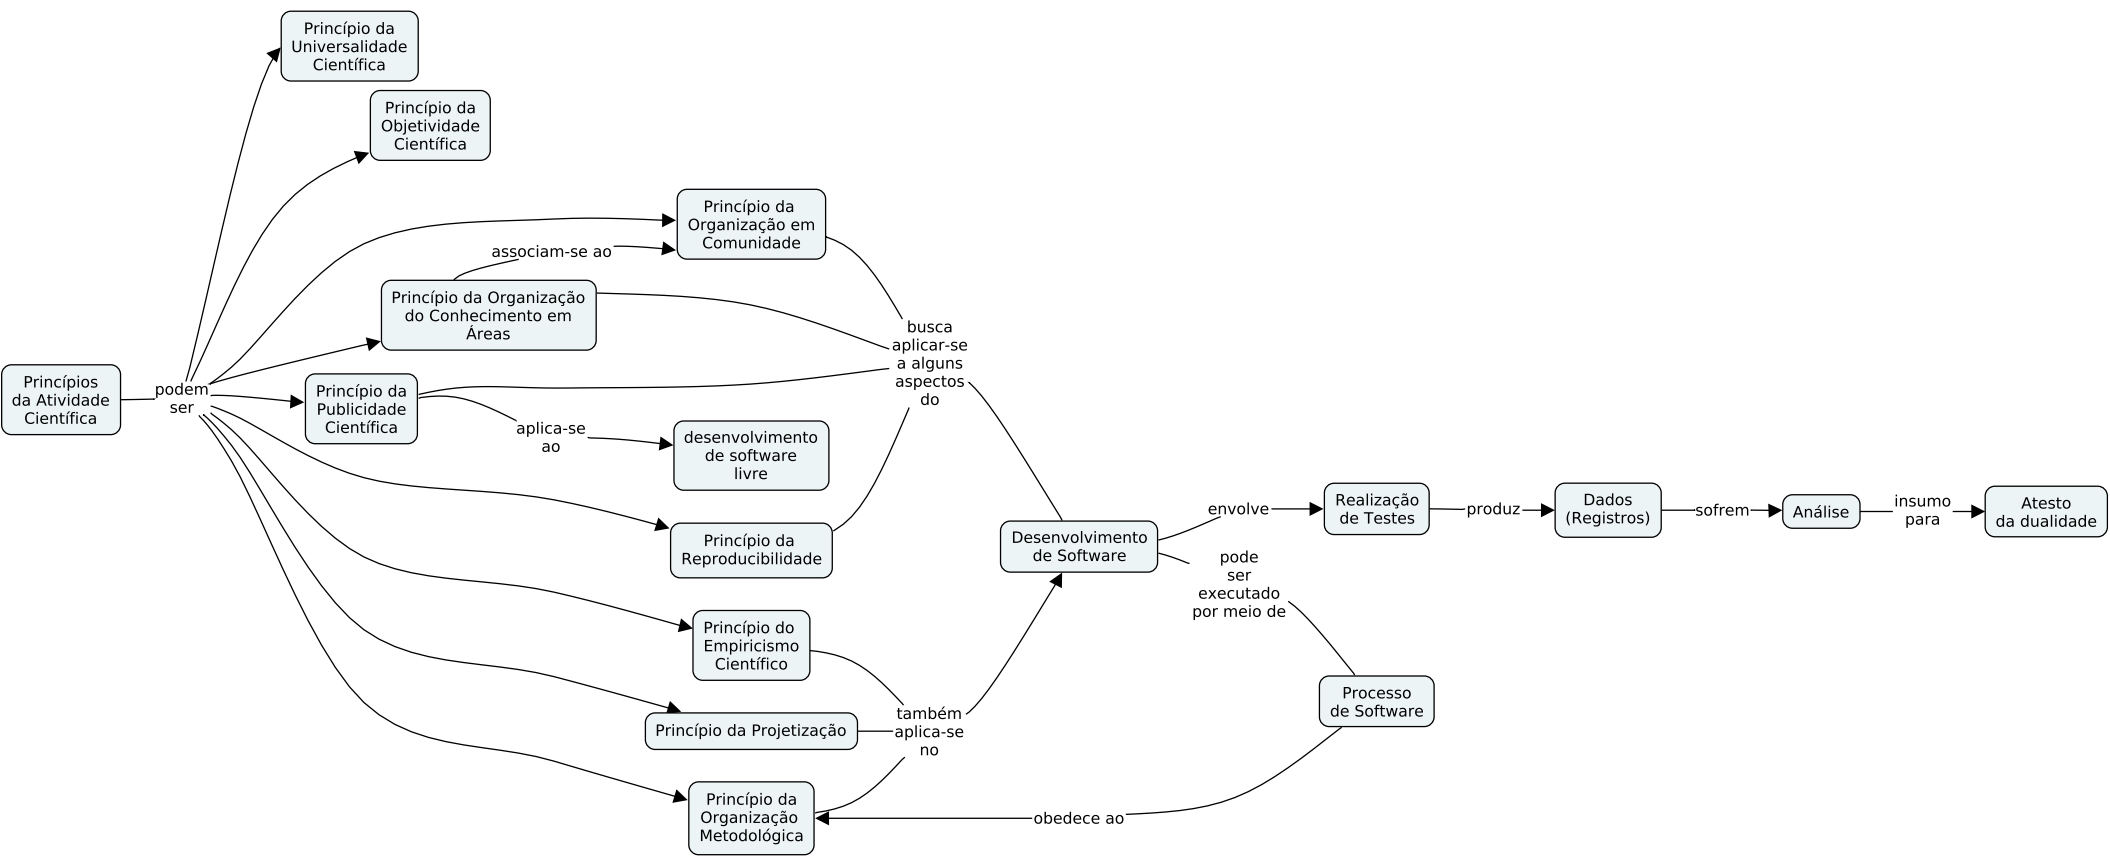 Princípio da
Universalidade
Científica
Princípio da
Objetividade
Científica
Princípio da
Organização em
Comunidade
associam-se ao
Princípio da Organização
do Conhecimento em
Áreas
busca
aplicar-se
a alguns
aspectos
do
Princípios
da Atividade
Científica
podem
ser
Princípio da
Publicidade
Científica
aplica-se
ao
desenvolvimento
de software
livre
Princípio da
Reproducibilidade
Desenvolvimento
de Software
envolve
Realização
de Testes
produz
Dados
(Registros)
sofrem
Análise
insumo
para
Atesto
da dualidade
pode
ser
executado
por meio de
Princípio do
Empiricismo
Científico
Processo
de Software
Princípio da Projetização
também
aplica-se
no
Princípio da
Organização
Metodológica
obedece ao